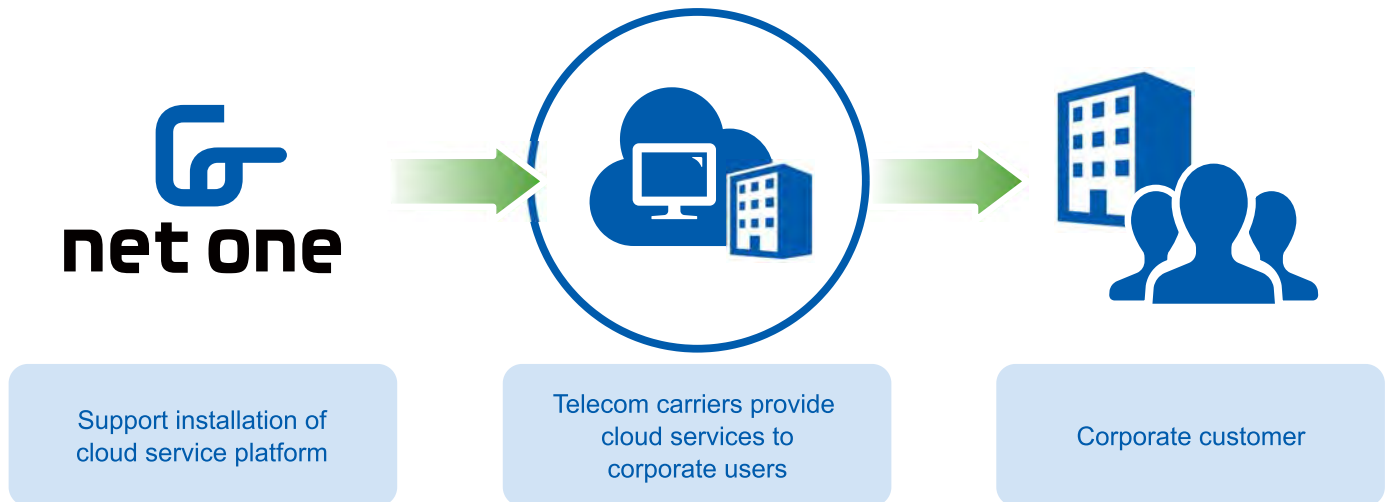 net one
Support installation of
cloud service platform
Telecom carriers provide
cloud services to
corporate users
Corporate customer